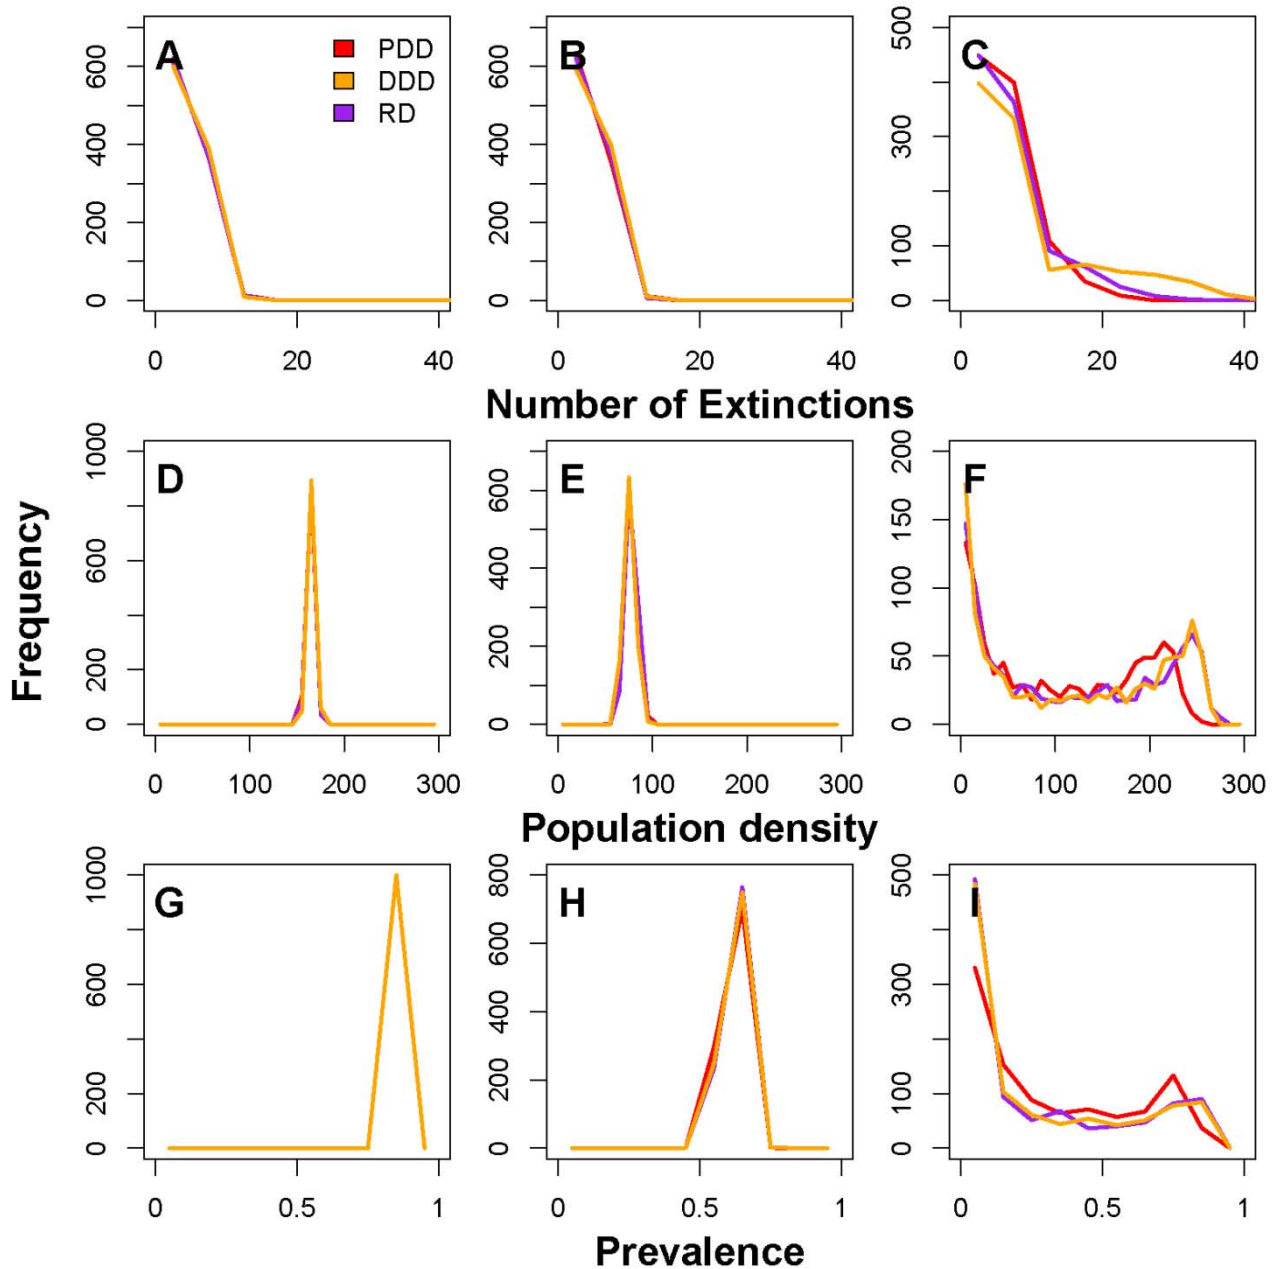 A
PDD
DDD
RD
0 200 400 600
0 20 40
B
0 200 400 600
0 20 40
C
0 100 300 500
0 20 40
Number of Extinctions
Frequency
D
0 200 600 1000
0 100 200 300
E
0 200 400 600
0 100 200 300
F
0 50 100 150 200
0 100 200 300
Population density
G
0 200 600 1000
0 0.5 1
H
0 200 400 600 800
0 0.5 1
I
0 100 300 500
0 0.5 1
Prevalence